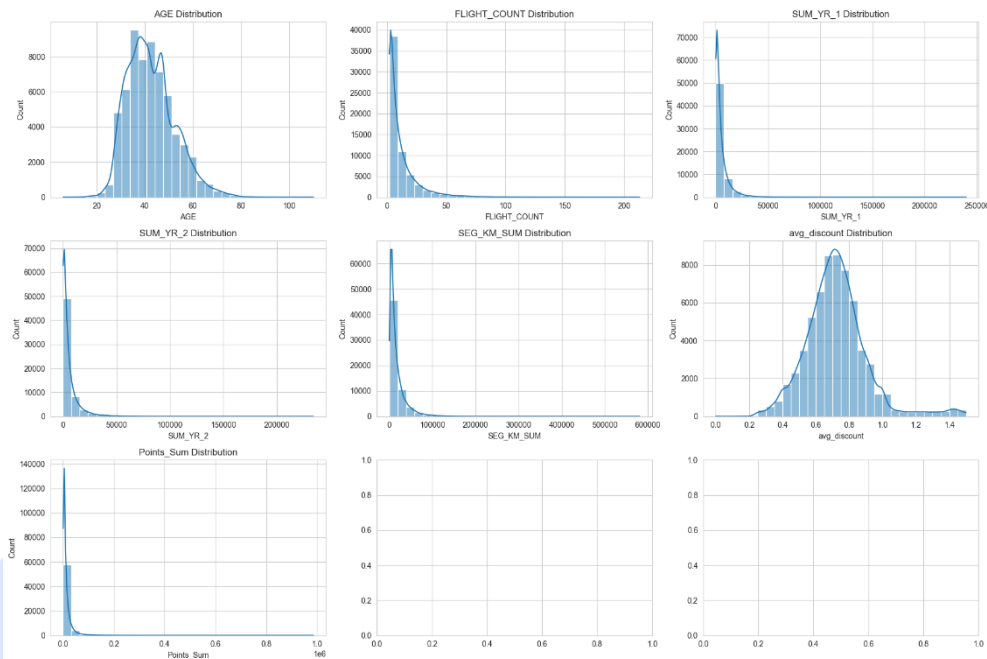 AGE Distribution
Count
8000
6000
4000
2000
0
20 40 60 80 100
AGE
FLIGHT_COUNT Distribution
Count
40000
35000
30000
25000
20000
15000
10000
5000
0
0 50 100 150 200
FLIGHT_COUNT
SUM_YR_1 Distribution
Count
70000
60000
50000
40000
30000
20000
10000
0
0 50000 100000 150000 200000 250000
SUM_YR_1
SUM_YR_2 Distribution
Count
70000
60000
50000
40000
30000
20000
10000
0
0 50000 100000 150000 200000
SUM_YR_2
SEG_KM_SUM Distribution
Count
60000
50000
40000
30000
20000
10000
0
0 100000 200000 300000 400000 500000 600000
SEG_KM_SUM
avg_discount Distribution
Count
8000
6000
4000
2000
0
0.0 0.2 0.4 0.6 0.8 1.0 1.2 1.4
avg_discount
Points_Sum Distribution
Count
140000
120000
100000
80000
60000
40000
20000
0
0.0 0.2 0.4 0.6 0.8 1.0
1e6
Points_Sum
1.0
0.8
0.6
0.4
0.2
0.0
0.0 0.2 0.4 0.6 0.8 1.0
1.0
0.8
0.6
0.4
0.2
0.0
0.0 0.2 0.4 0.6 0.8 1.0